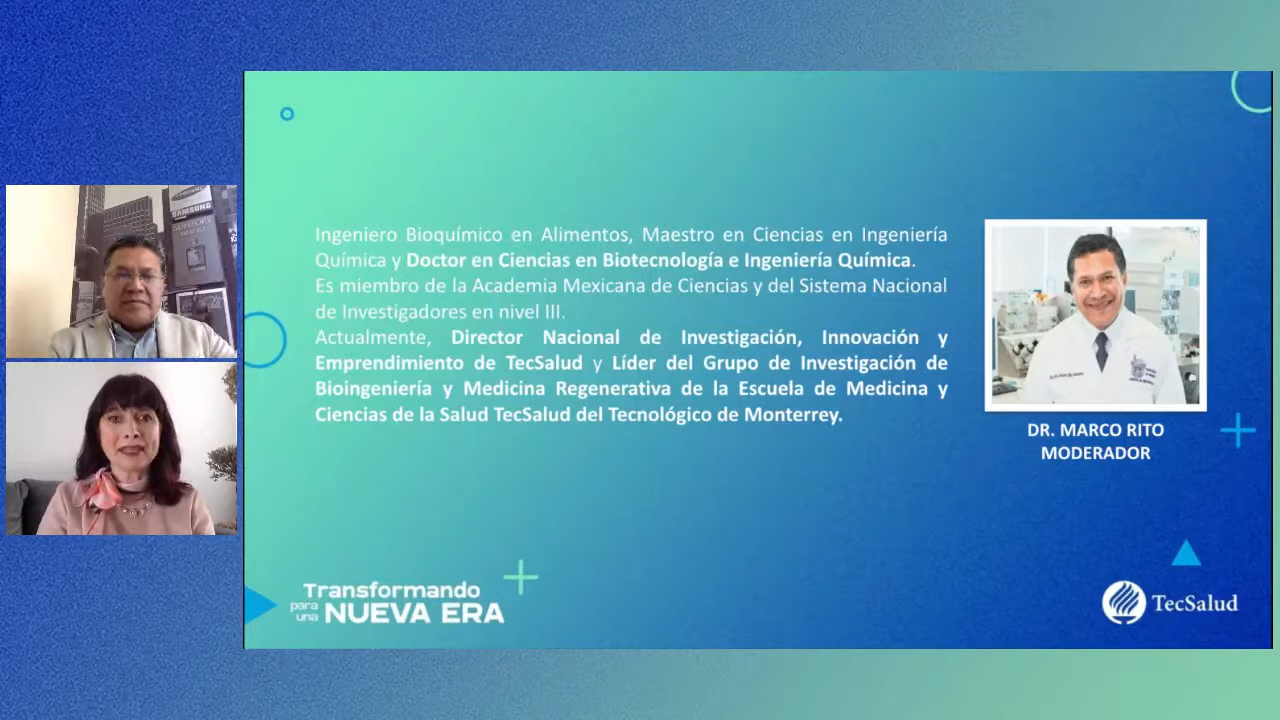 SAMSUNG
Ingeniero Bioquímico en Alimentos, Maestro en Ciencias en Ingeniería
Química y Doctor en Ciencias en Biotecnología e Ingeniería Química.
Es miembro de la Academia Mexicana de Ciencias y del Sistema Nacional
de Investigadores en nivel III.
Actualmente, Director Nacional de Investigación, Innovación y
Emprendimiento de TecSalud y Líder del Grupo de Investigación de
Bioingeniería y Medicina Regenerativa de la Escuela de Medicina y
Ciencias de la Salud TecSalud del Tecnológico de Monterrey.
DR. MARCO RITO
MODERADOR
Transformando
para una NUEVA ERA
TecSalud